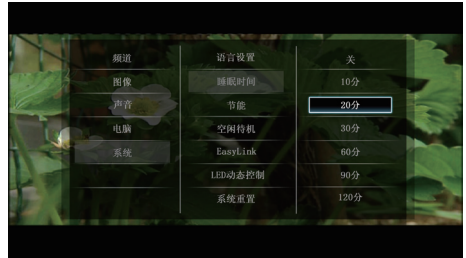 频道
图像
声音
电脑
系统
语言设置
睡眠时间
节能
空闲待机
EasyLink
LED动态控制
系统重置
关
10分
20分
30分
60分
90分
120分